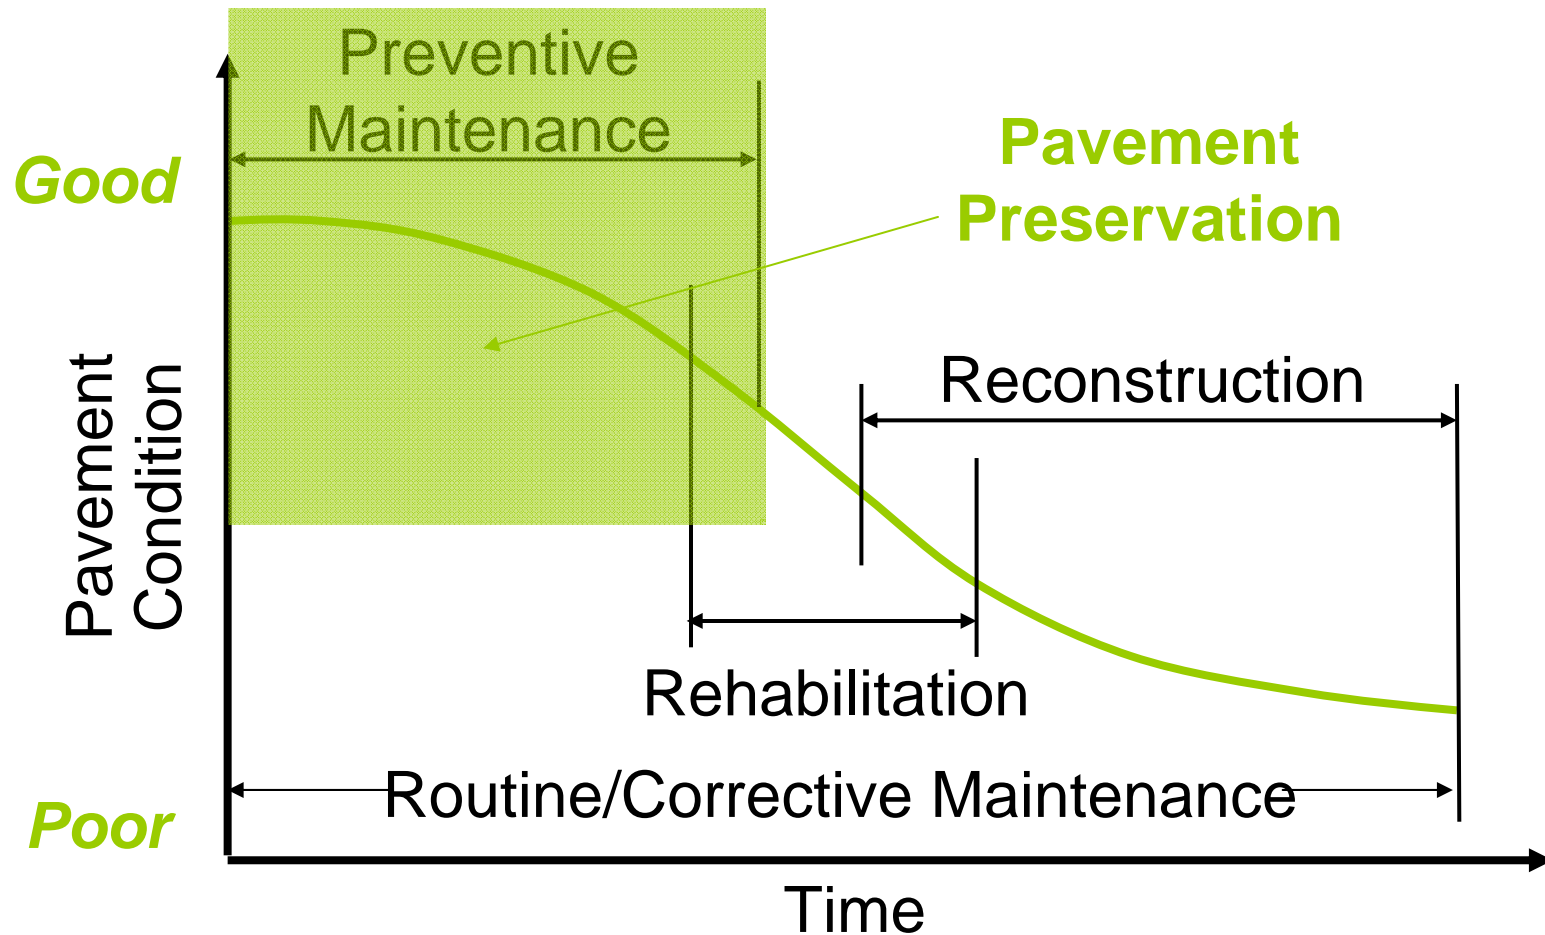 Preventive
Maintenance
Pavement
Preservation
Good
Reconstruction
Pavement
Condition
Rehabilitation
Routine/Corrective Maintenance
Poor
Time